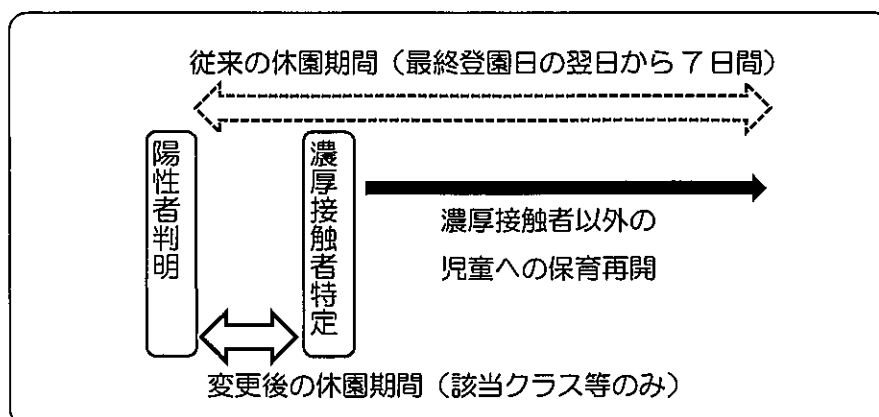 従来の休園期間（最終登園日の翌日から７日間）
陽性者判明
濃厚接触者特定
濃厚接触者以外の
児童への保育再開
変更後の休園期間（該当クラス等のみ）